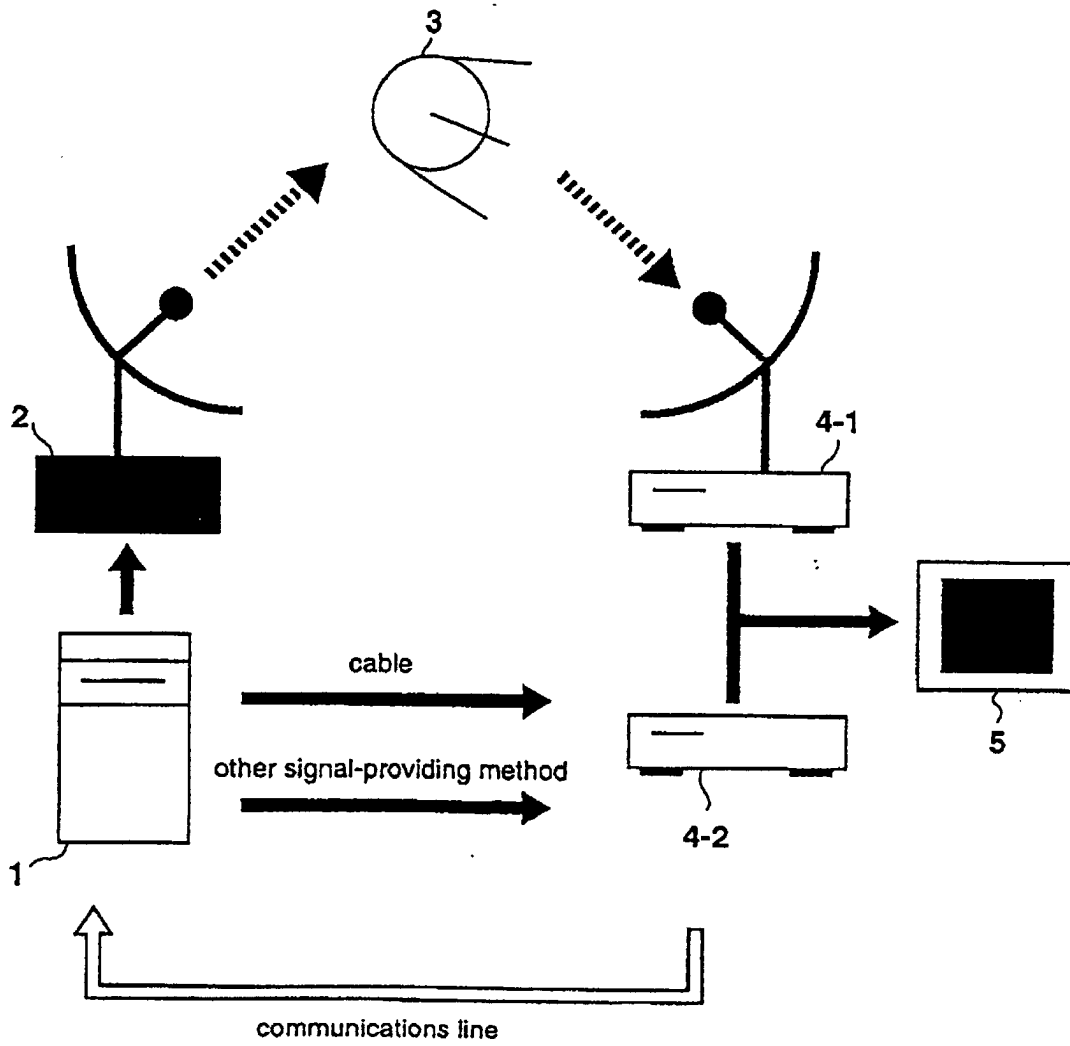 3
2
4-1
cable
5
other signal-providing method
4-2
1
communications line